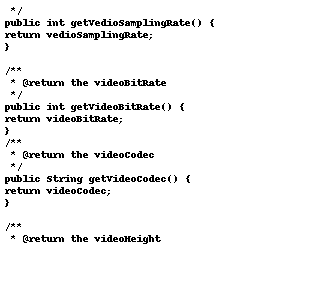 */
public int getVedioSamplingRate() {
return vedioSamplingRate;
}

/**
* @return the videoBitRate
*/
public int getVideoBitRate() {
return videoBitRate;
}
/**
* @return the videoCodec
*/
public String getVideoCodec() {
return videoCodec;
}

/**
* @return the videoHeight